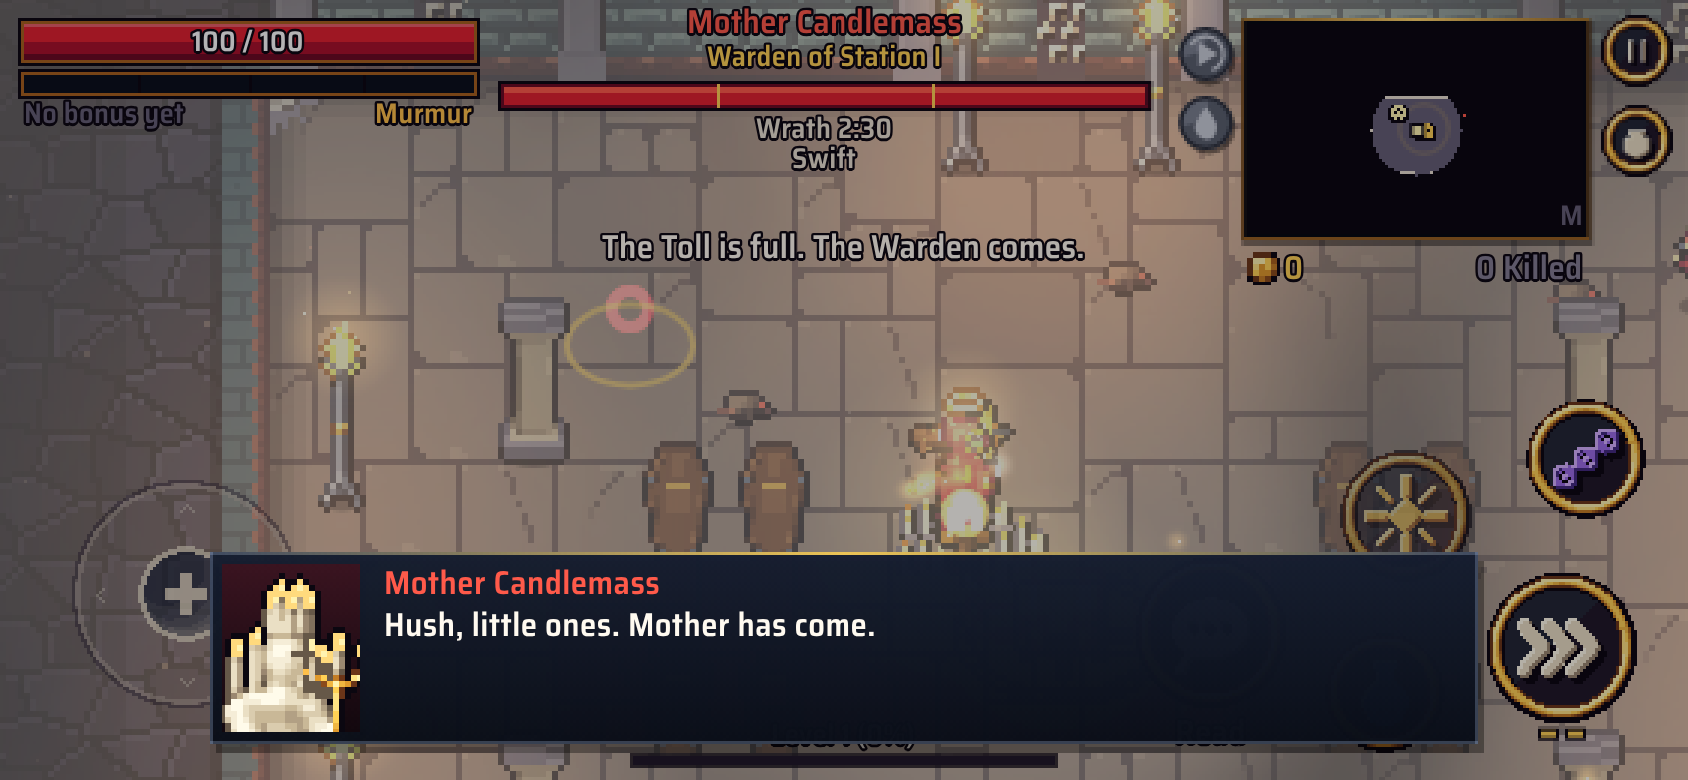 100 / 100
No bonus yet
Murmur
Mother Candlemass
Warden of Station I
Wrath 2:30
Swift
M
0
0 Killed
The Toll is full. The Warden comes.
Mother Candlemass
Hush, little ones. Mother has come.